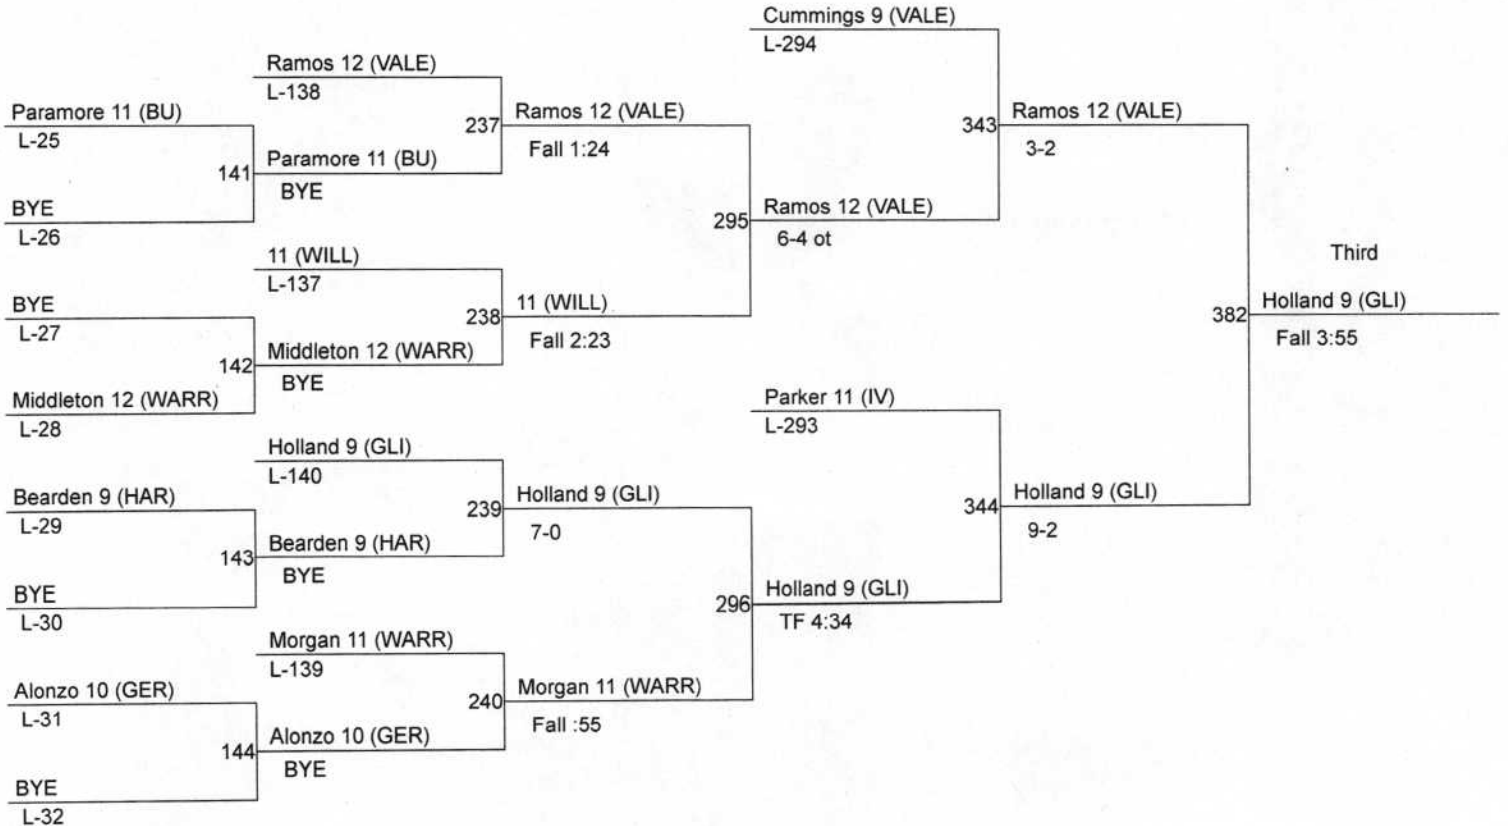 Paramore 11 (BU)
L-25
BYE
L-26
BYE
L-27
Middleton 12 (WARR)
L-28
Bearden 9 (HAR)
L-29
BYE
L-30
Alonzo 10 (GER)
L-31
BYE
L-32
Ramos 12 (VALE)
L-138
141
Paramore 11 (BU)
BYE
11 (WILL)
L-137
142
Middleton 12 (WARR)
BYE
Holland 9 (GLI)
L-140
143
Bearden 9 (HAR)
BYE
Morgan 11 (WARR)
L-139
144
Alonzo 10 (GER)
BYE
237
Ramos 12 (VALE)
Fall 1:24
238
11 (WILL)
Fall 2:23
239
Holland 9 (GLI)
7-0
240
Morgan 11 (WARR)
Fall :55
Cummings 9 (VALE)
L-294
295
Ramos 12 (VALE)
6-4 ot
Parker 11 (IV)
L-293
296
Holland 9 (GLI)
TF 4:34
343
Ramos 12 (VALE)
3-2
344
Holland 9 (GLI)
9-2
Third
382
Holland 9 (GLI)
Fall 3:55